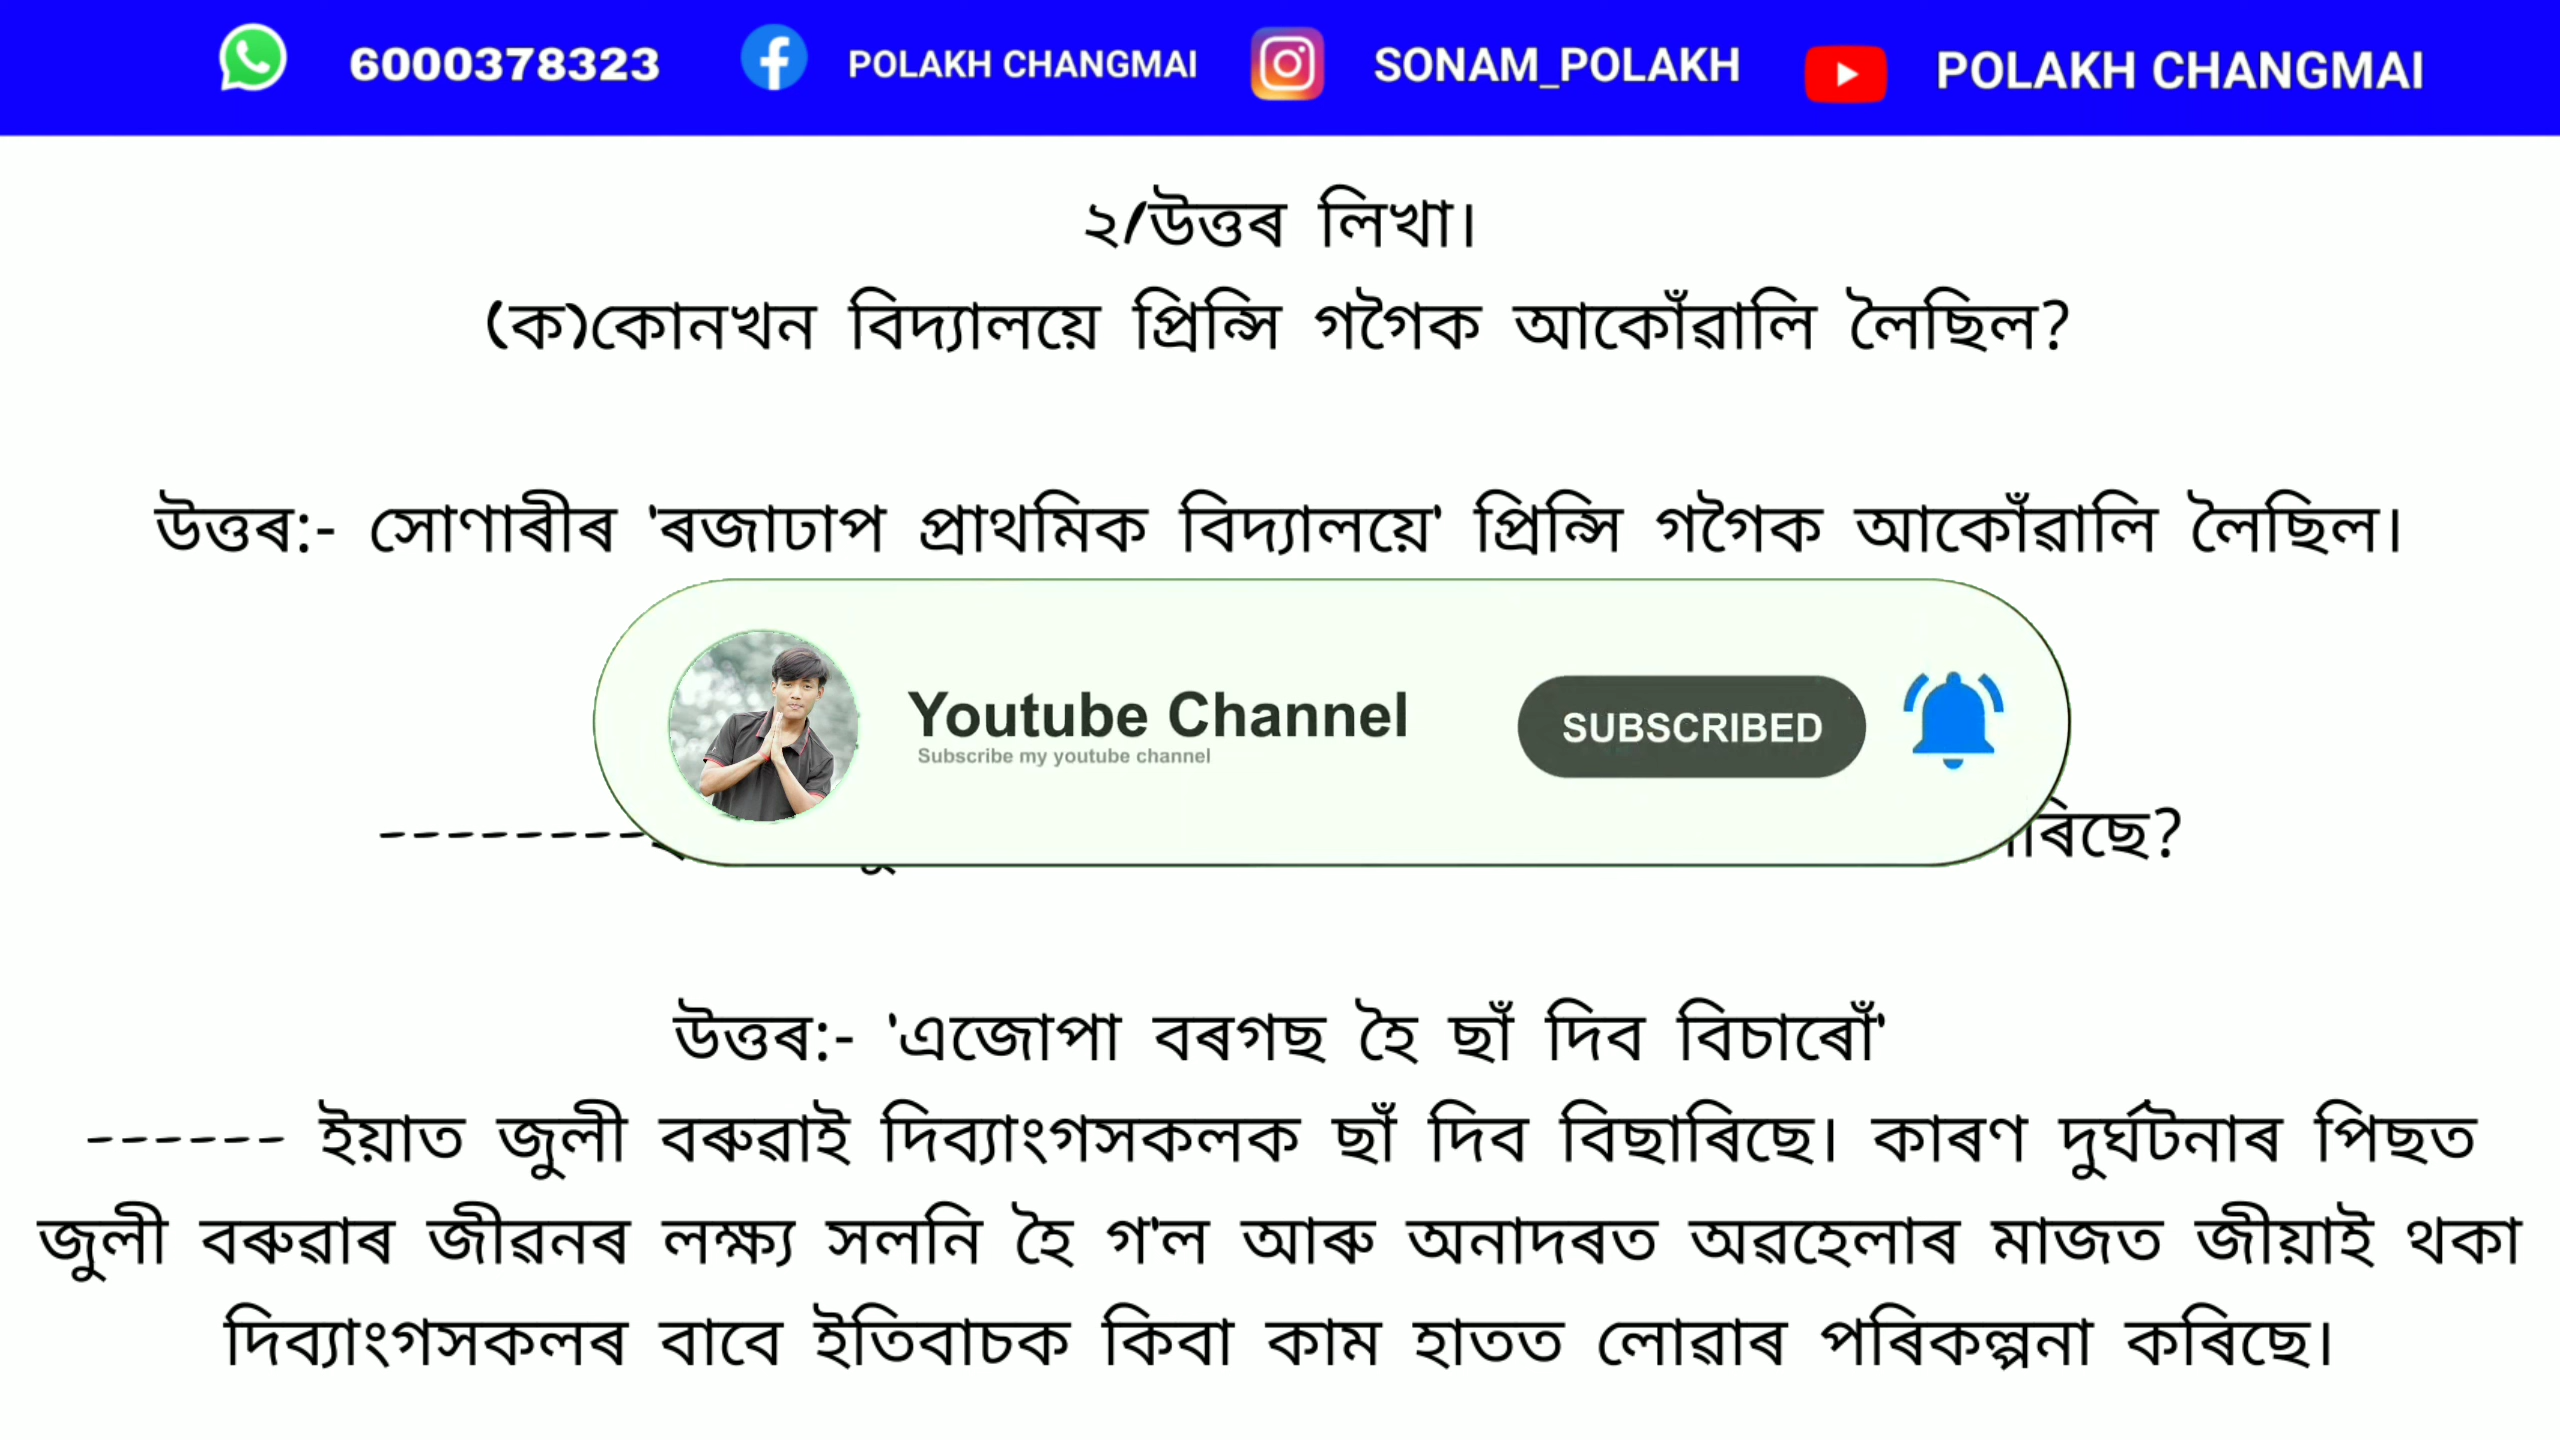 6000378323 POLAKH CHANGMAI SONAM_POLAKH POLAKH CHANGMAI
২/উত্তৰ লিখা।
(ক)কোনখন বিদ্যালয়ে প্ৰিন্সি গগৈক আকোঁৱালি লৈছিল?
উত্তৰ:- সোণাৰীৰ 'ৰজাঢাপ প্ৰাথমিক বিদ্যালয়ে' প্ৰিন্সি গগৈক আকোঁৱালি লৈছিল।
Youtube Channel
Subscribe my youtube channel
SUBSCRIBED
--------
উত্তৰ:- 'এজোপা বৰগছ হৈ ছাঁ দিব বিচাৰোঁ'
------ ইয়াত জুলী বৰুৱাই দিব্যাংগসকলক ছাঁ দিব বিছাৰিছে। কাৰণ দুৰ্ঘটনাৰ পিছত
জুলী বৰুৱাৰ জীৱনৰ লক্ষ্য সলনি হৈ গ'ল আৰু অনাদৰত অৱহেলাৰ মাজত জীয়াই থকা
দিব্যাংগসকলৰ বাবে ইতিবাচক কিবা কাম হাতত লোৱাৰ পৰিকল্পনা কৰিছে।